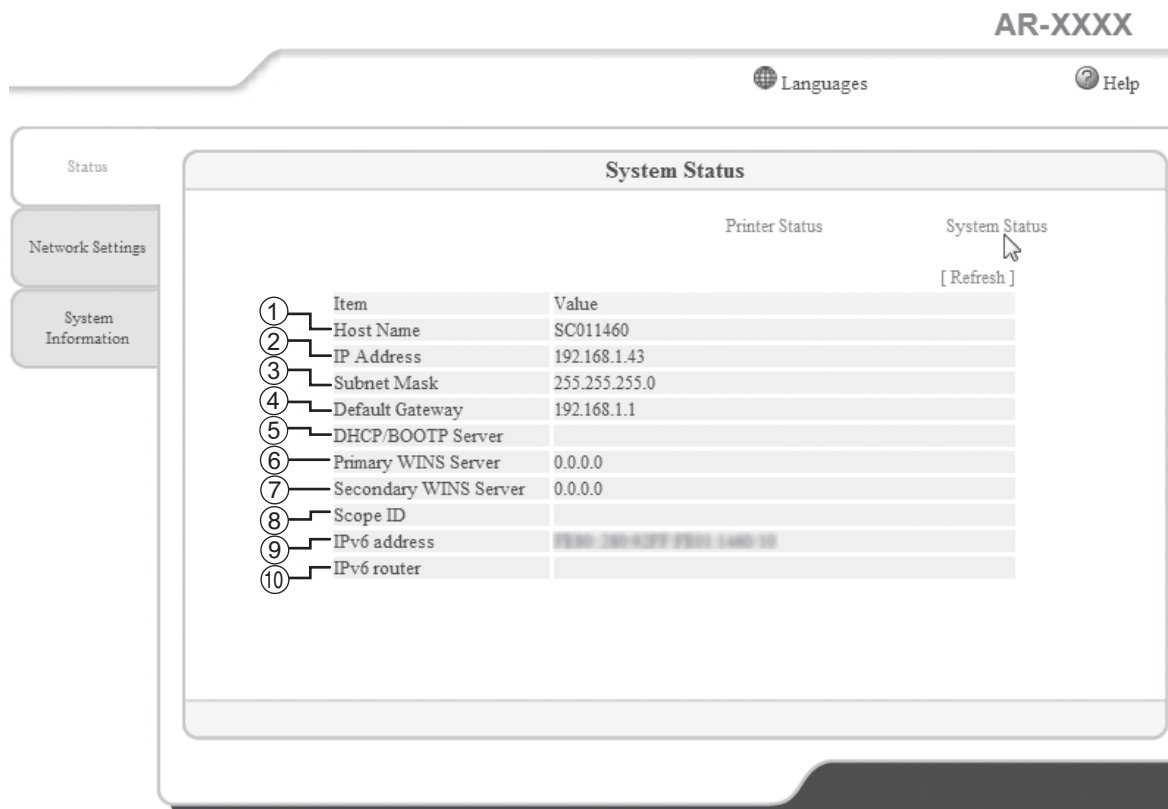 AR-XXXX
Languages
Help
Status
System Status
Printer Status System Status
Network Settings
[ Refresh ]
System
Information
Item Value
① Host Name SC011460
② IP Address 192.168.1.43
③ Subnet Mask 255.255.255.0
④ Default Gateway 192.168.1.1
⑤ DHCP/BOOTP Server
⑥ Primary WINS Server 0.0.0.0
⑦ Secondary WINS Server 0.0.0.0
⑧ Scope ID
⑨ IPv6 address
⑩ IPv6 router